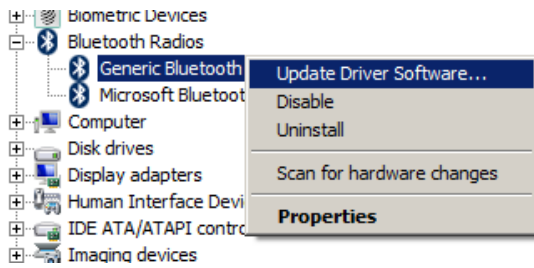 Biometric Devices
Bluetooth Radios
Generic Bluetooth
Microsoft Bluetoot
Computer
Disk drives
Display adapters
Human Interface Devi
IDE ATA/ATAPI contro
Imaging devices
Update Driver Software...
Disable
Uninstall
Scan for hardware changes
Properties